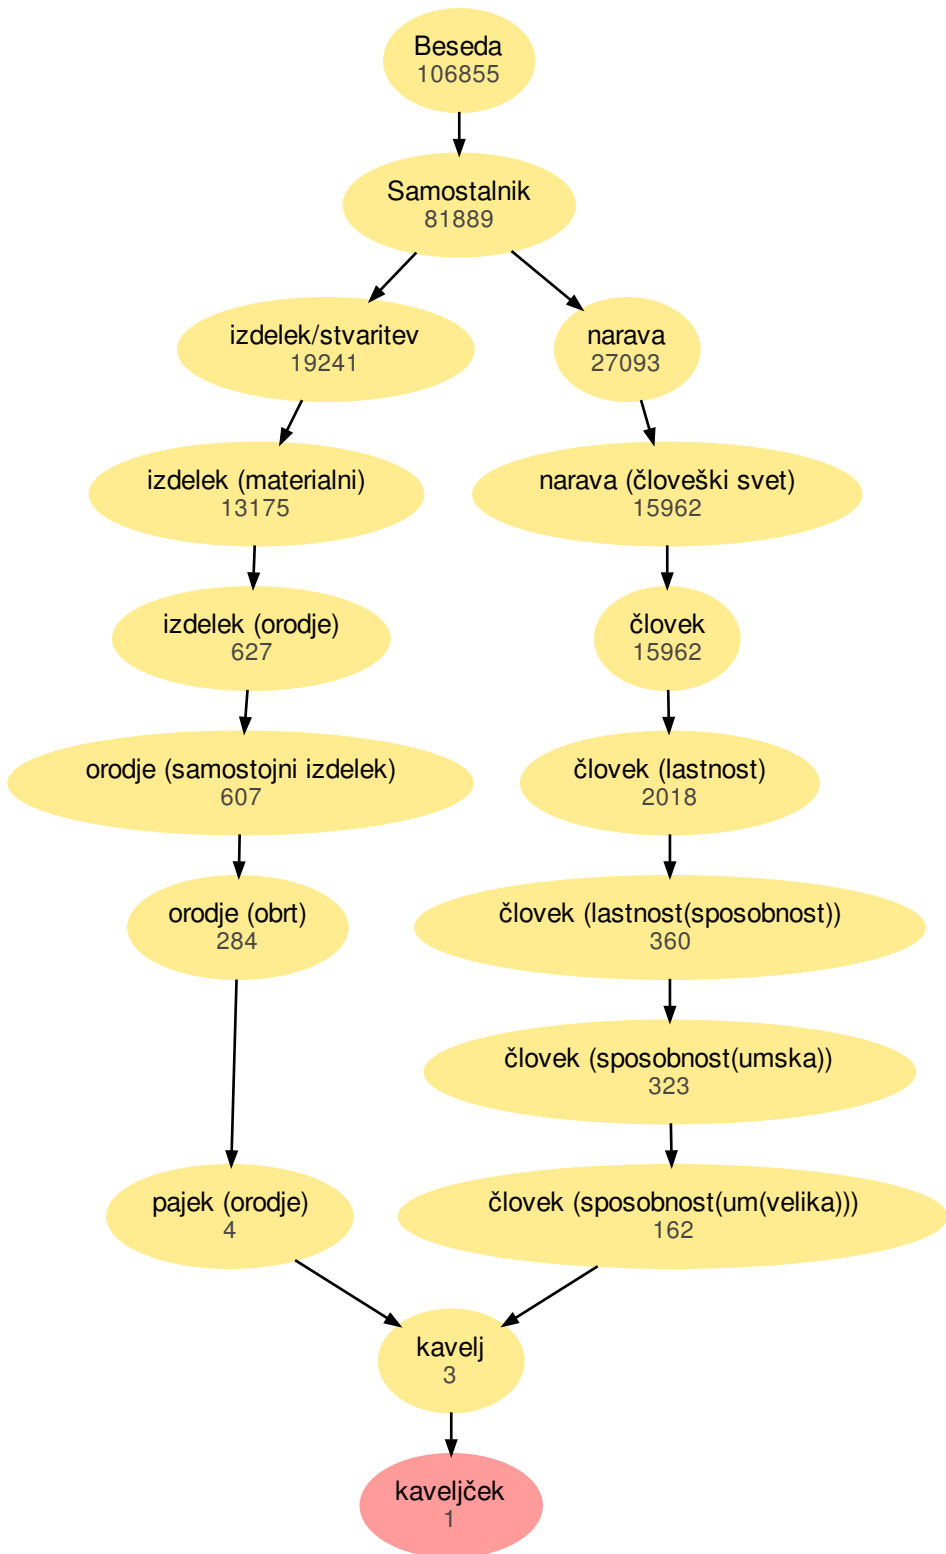 Beseda
106855
Samostalnik
81889
izdelek/stvaritev
19241
narava
27093
izdelek (materialni)
13175
narava (človeški svet)
15962
izdelek (orodje)
627
človek
15962
orodje (samostojni izdelek)
607
človek (lastnost)
2018
orodje (obrt)
284
človek (lastnost(sposobnost))
360
človek (sposobnost(umska))
323
pajek (orodje)
4
človek (sposobnost(um(velika)))
162
kavelj
3
kaveljček
1